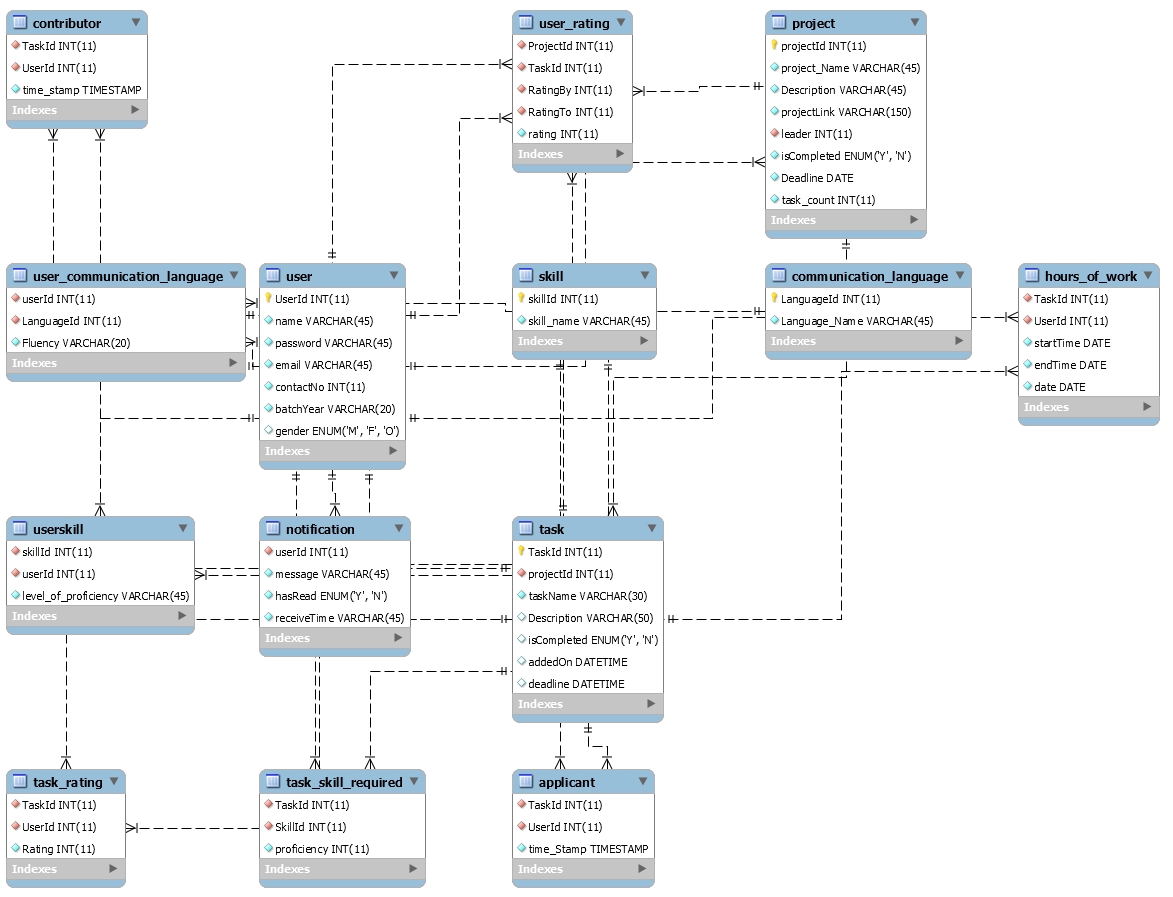 contributor
TaskId INT(11)
UserId INT(11)
time_stamp TIMESTAMP
Indexes
user_rating
ProjectId INT(11)
TaskId INT(11)
RatingBy INT(11)
RatingTo INT(11)
rating INT(11)
Indexes
project
projectId INT(11)
project_Name VARCHAR(45)
Description VARCHAR(45)
projectLink VARCHAR(150)
leader INT(11)
isCompleted ENUM('Y', 'N')
Deadline DATE
task_count INT(11)
Indexes
user_communication_language
userId INT(11)
LanguageId INT(11)
Fluency VARCHAR(20)
Indexes
user
UserId INT(11)
name VARCHAR(45)
password VARCHAR(45)
email VARCHAR(45)
contactNo INT(11)
batchYear VARCHAR(20)
gender ENUM('M', 'F', 'O')
Indexes
skill
skillId INT(11)
skill_name VARCHAR(45)
Indexes
communication_language
LanguageId INT(11)
Language_Name VARCHAR(45)
Indexes
hours_of_work
TaskId INT(11)
UserId INT(11)
startTime DATE
endTime DATE
date DATE
Indexes
userskill
skillId INT(11)
userId INT(11)
level_of_proficiency VARCHAR(45)
Indexes
notification
userId INT(11)
message VARCHAR(45)
hasRead ENUM('Y', 'N')
receiveTime VARCHAR(45)
Indexes
task
TaskId INT(11)
projectId INT(11)
taskName VARCHAR(30)
Description VARCHAR(50)
isCompleted ENUM('Y', 'N')
addedOn DATETIME
deadline DATETIME
Indexes
task_rating
TaskId INT(11)
UserId INT(11)
Rating INT(11)
Indexes
task_skill_required
TaskId INT(11)
SkillId INT(11)
proficiency INT(11)
Indexes
applicant
TaskId INT(11)
UserId INT(11)
time_Stamp TIMESTAMP
Indexes